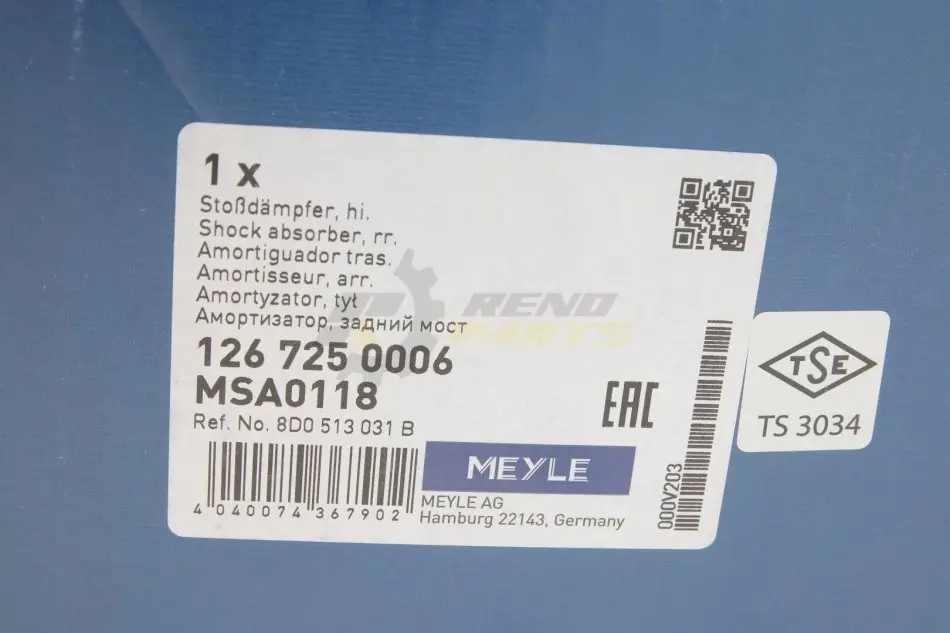 1 x
Stoßdämpfer, hi.
Shock absorber, rr.
Amortiguador tras.
Amortisseur, arr.
Amortyzator, tył
Амортизатор, задний мост
RENO
PARTS
126 725 0006
MSA0118
Ref. No. 8D0 513 031 B
EAC
4 040074 367902
MEYLE
MEYLE AG
Hamburg 22143, Germany
000V203
TSE
TS 3034